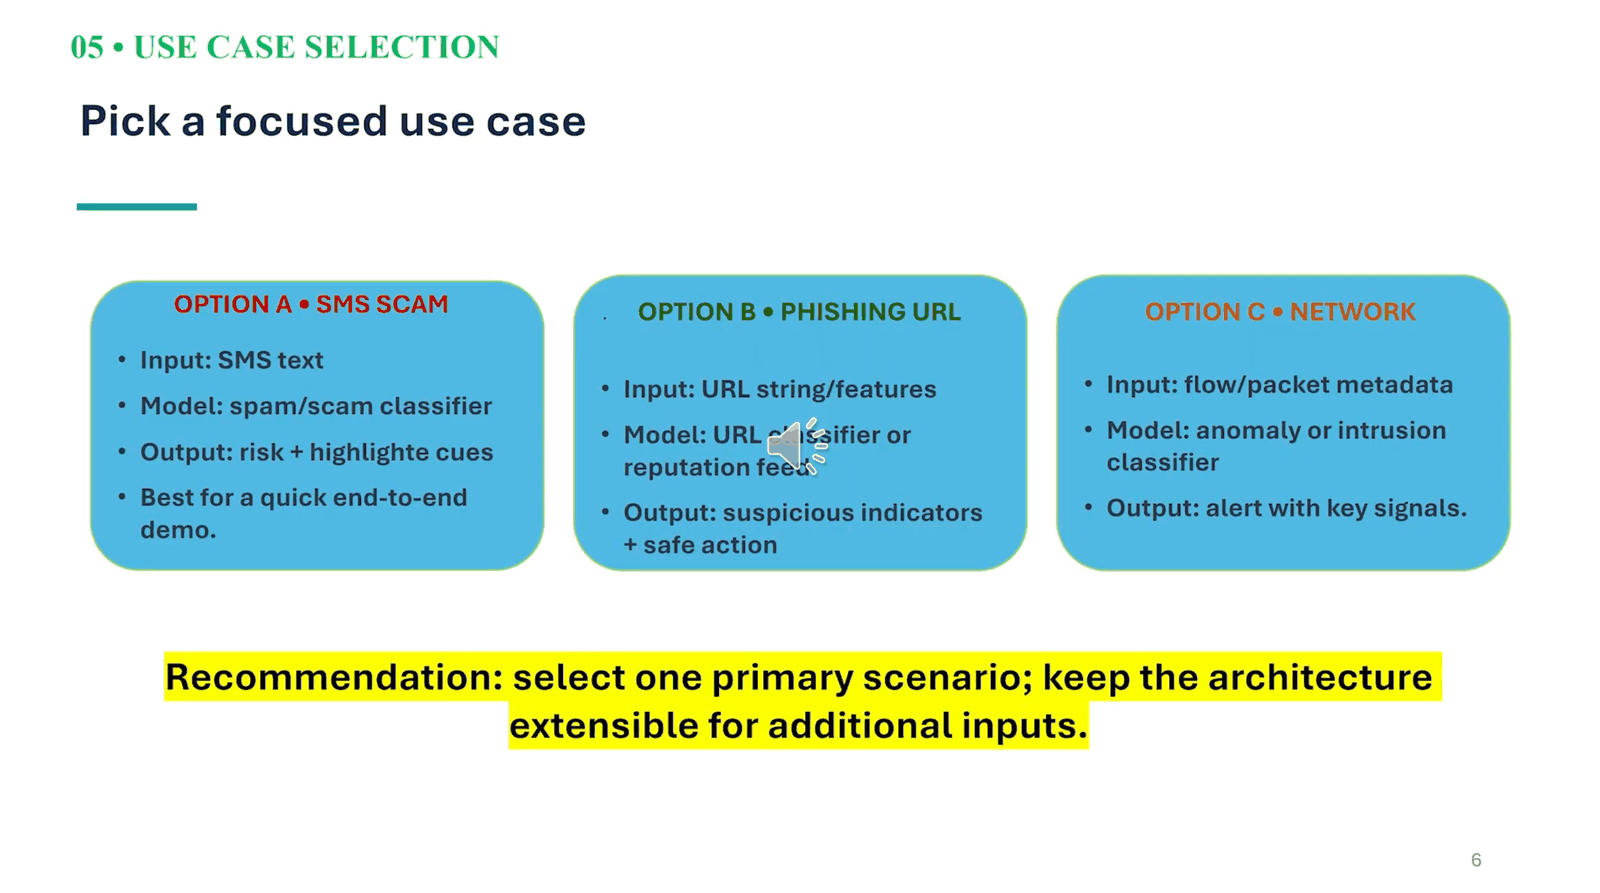 05 • USE CASE SELECTION
Pick a focused use case
OPTION A • SMS SCAM
• Input: SMS text
• Model: spam/scam classifier
• Output: risk + highlighte cues
• Best for a quick end-to-end
demo.
. OPTION B • PHISHING URL
• Input: URL string/features
• Model: URL classifier or
reputation feed
• Output: suspicious indicators
+ safe action
OPTION C • NETWORK
• Input: flow/packet metadata
• Model: anomaly or intrusion
classifier
• Output: alert with key signals.
Recommendation: select one primary scenario; keep the architecture
extensible for additional inputs.
6